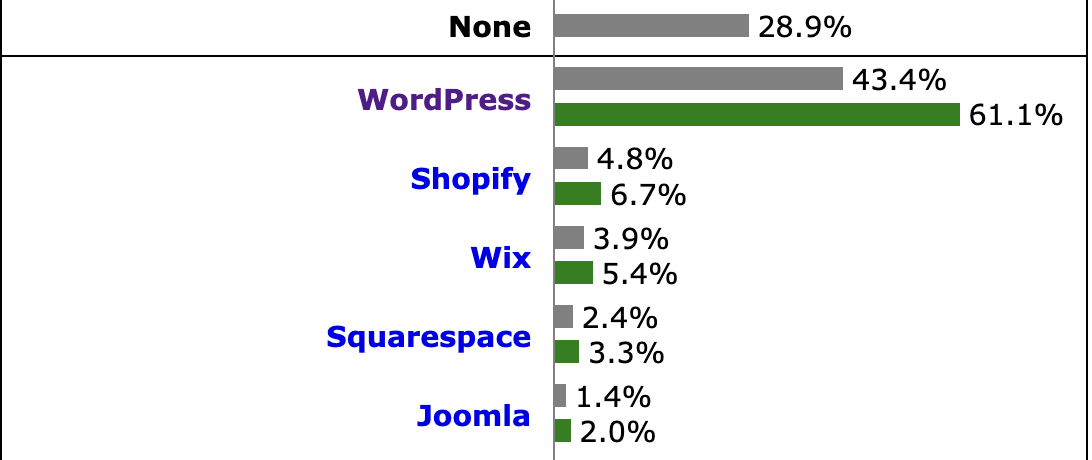 None 28.9%
43.4%
WordPress
61.1%
4.8%
Shopify
6.7%
3.9%
Wix
5.4%
2.4%
Squarespace
3.3%
1.4%
Joomla
2.0%